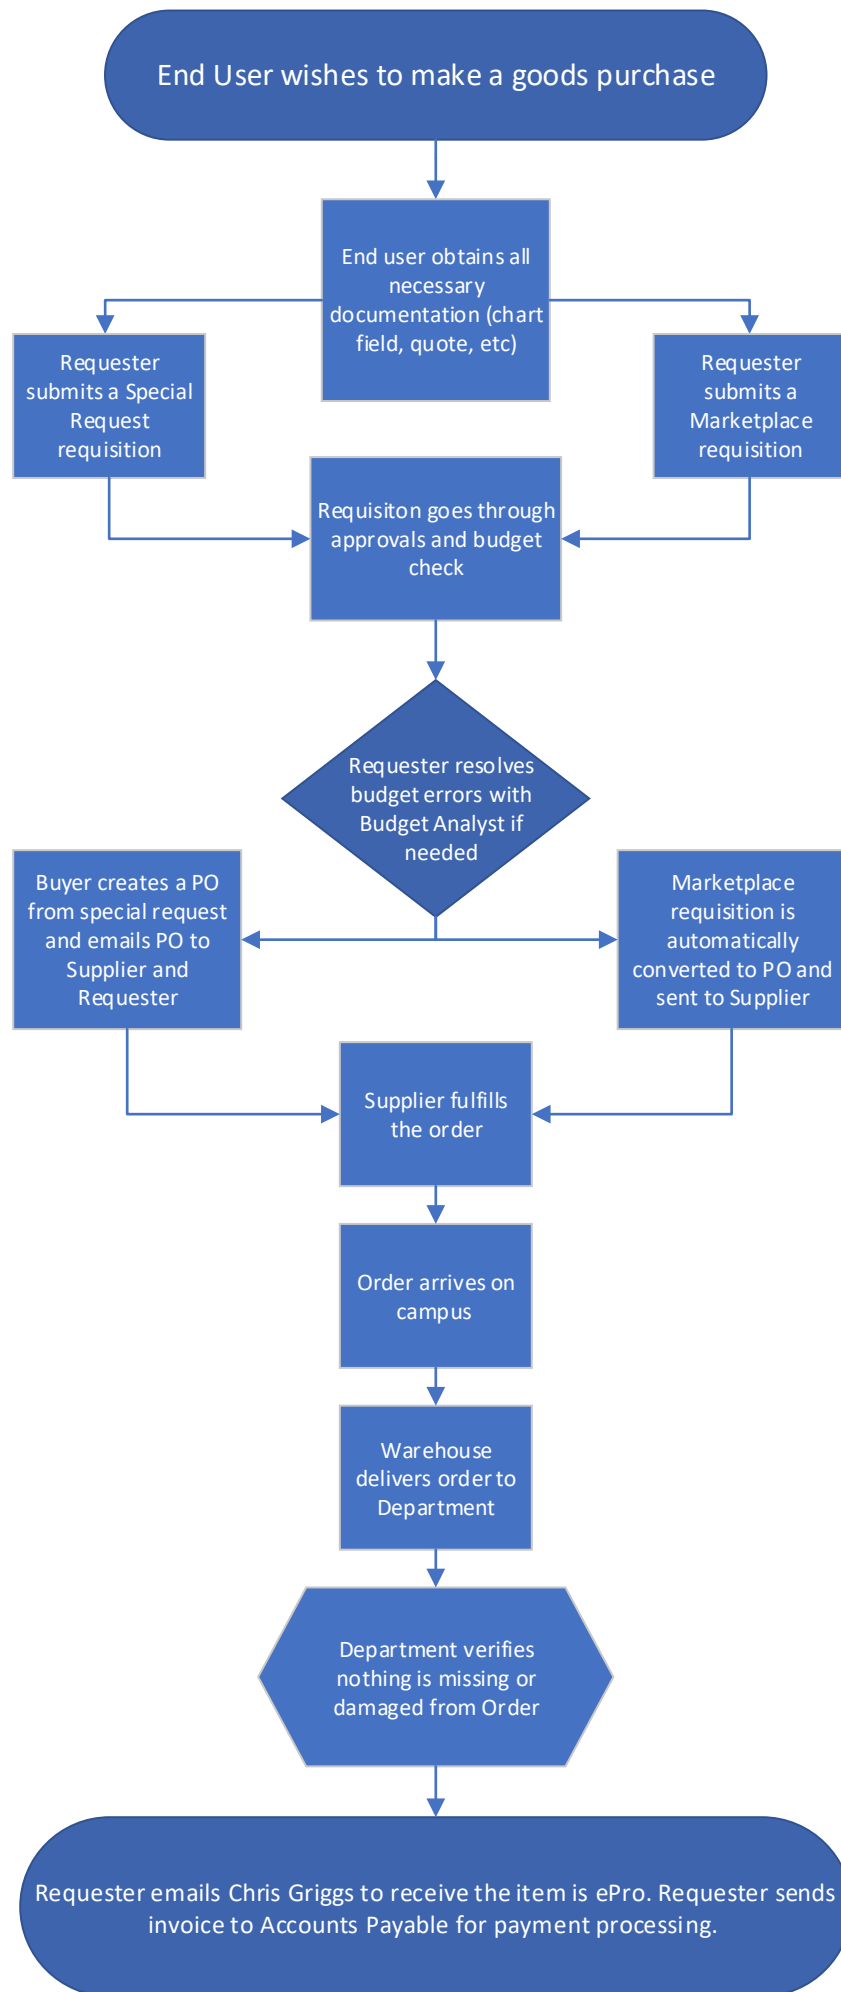 End User wishes to make a goods purchase
End user obtains all
necessary
documentation (chart
field, quote, etc)
Requester
submits a Special
Request
requisition
Requester
submits a
Marketplace
requisition
Requisiton goes through
approvals and budget
check
Requester resolves
budget errors with
Budget Analyst if
needed
Buyer creates a PO
from special request
and emails PO to
Supplier and
Requester
Marketplace
requisition is
automatically
converted to PO and
sent to Supplier
Supplier fulfills
the order
Order arrives on
campus
Warehouse
delivers order to
Department
Department verifies
nothing is missing or
damaged from Order
Requester emails Chris Griggs to receive the item is ePro. Requester sends
invoice to Accounts Payable for payment processing.